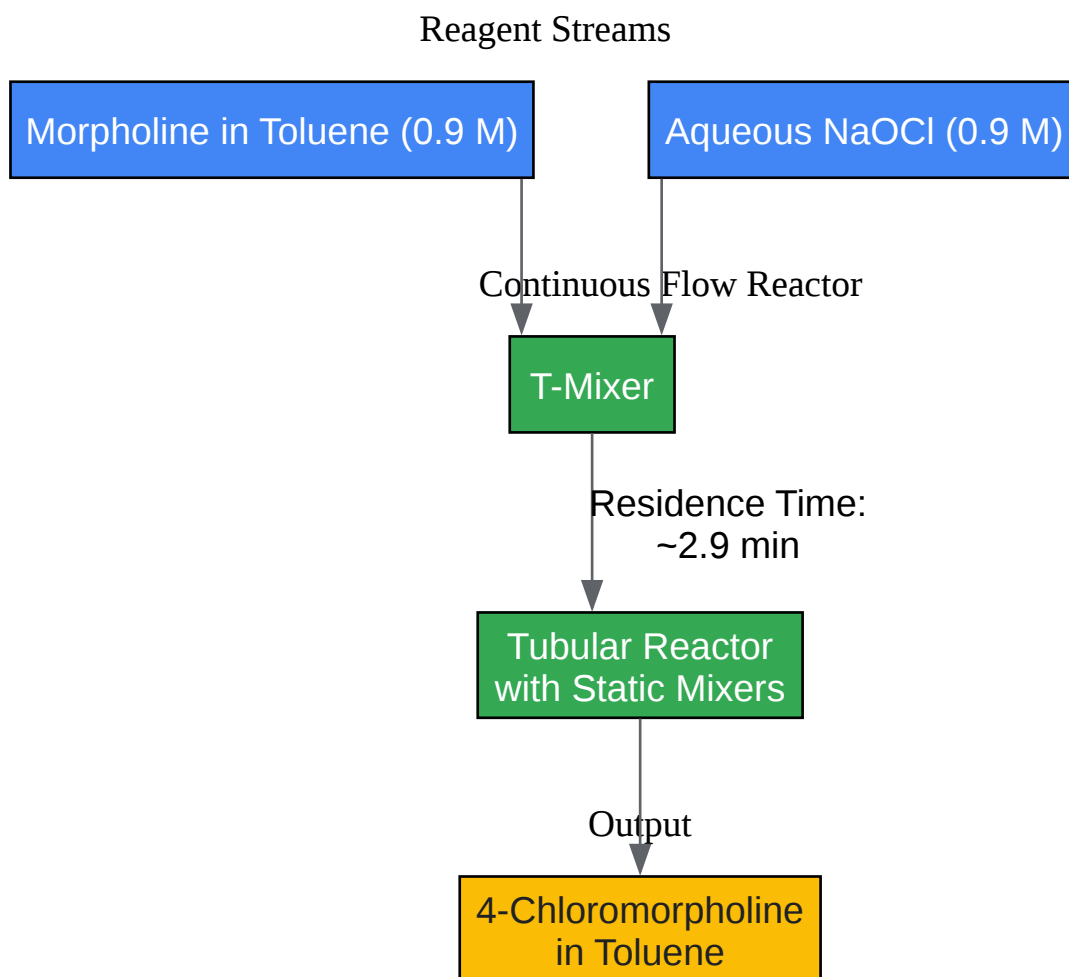 Reagent Streams
Morpholine in Toluene (0.9 M)
Aqueous NaOCl (0.9 M)
Continuous Flow Reactor
T-Mixer
Residence Time:
~2.9 min
Tubular Reactor
with Static Mixers
Output
4-Chloromorpholine
in Toluene